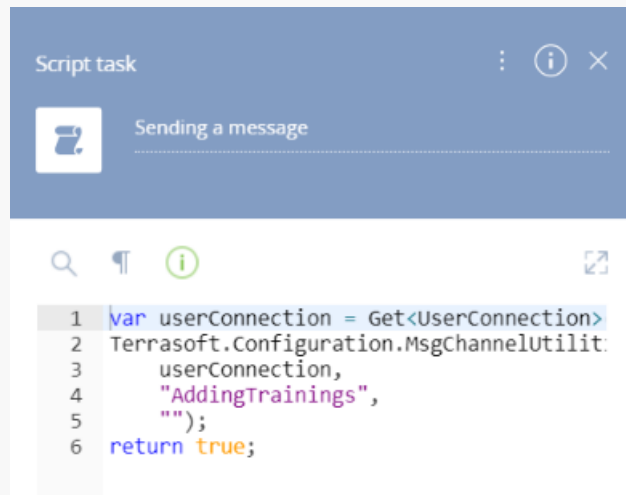 Script task
Sending a message
1 var userConnection = Get<UserConnection>
2 Terrasoft.Configuration.MsgChannelUtilit
3 userConnection,
4 "AddingTrainings",
5 "");
6 return true;